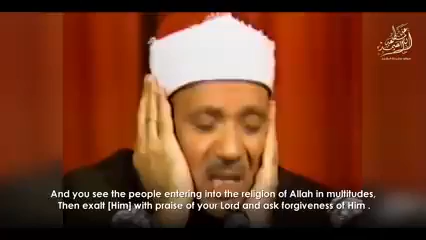 And you see the people entering into the religion of Allah in multitudes,
Then exalt [Him] with praise of your Lord and ask forgiveness of Him .